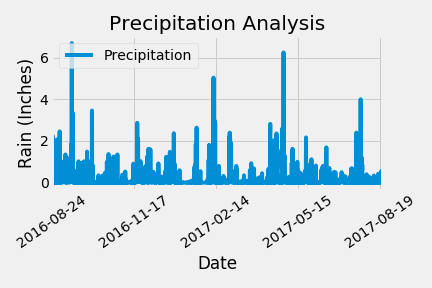 Precipitation Analysis
Precipitation
Rain (Inches)
6
4
2
0
2016-08-24
2016-11-17
2017-02-14
2017-05-15
2017-08-19
Date